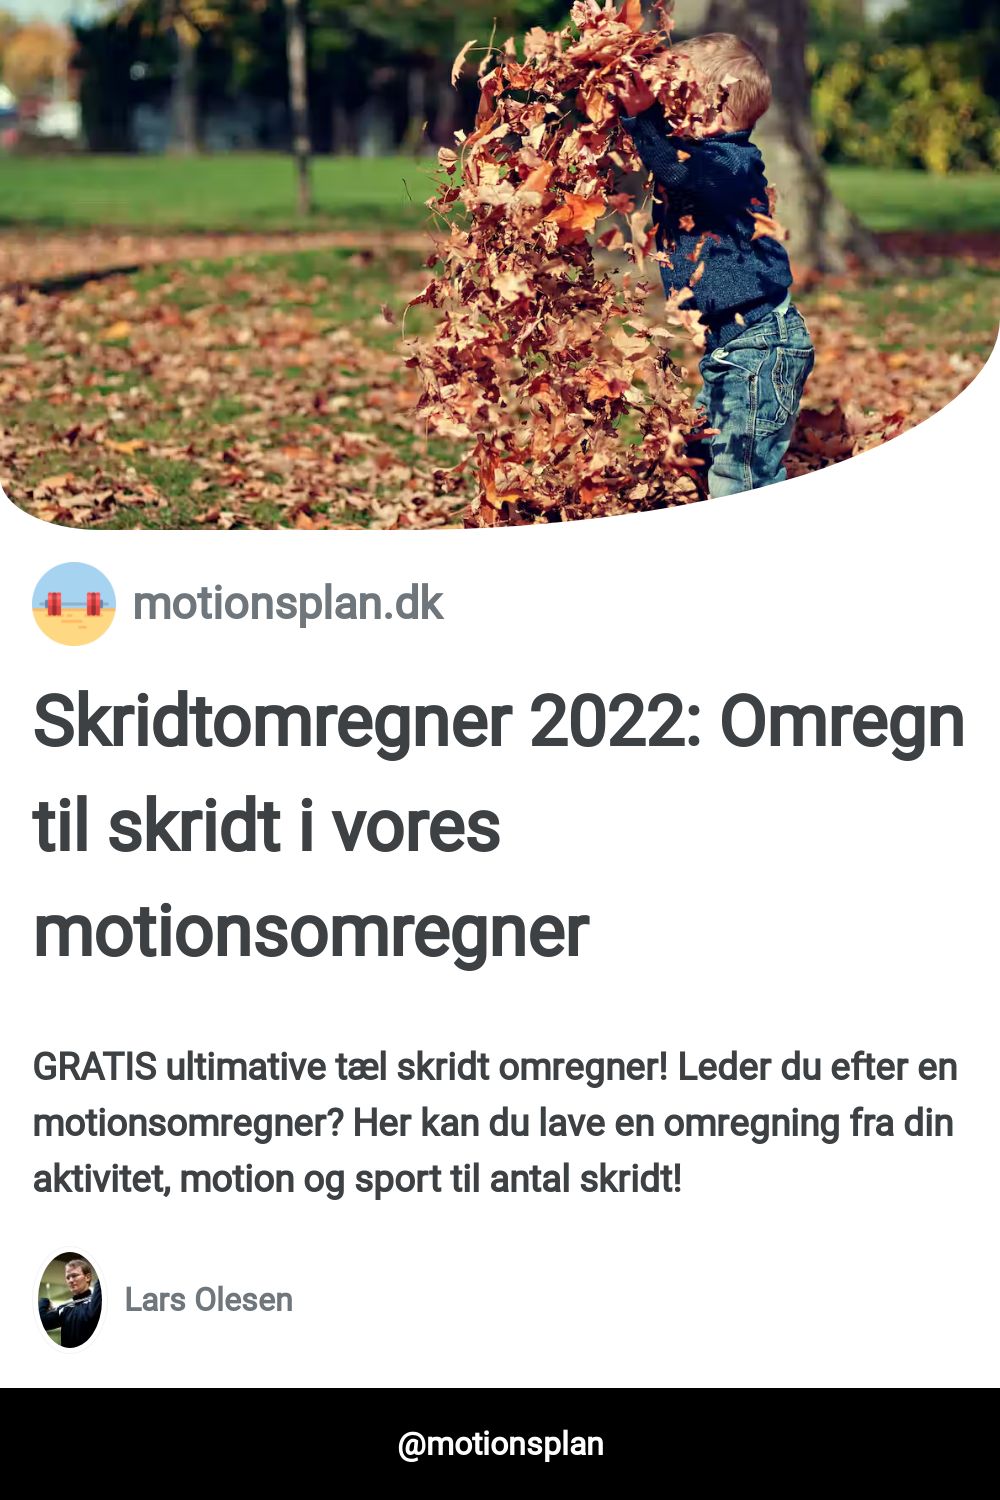 motionsplan.dk
Skridtomregner 2022: Omregn
til skridt i vores
motionsomregner
GRATIS ultimative tæl skridt omregner! Leder du efter en
motionsomregner? Her kan du lave en omregning fra din
aktivitet, motion og sport til antal skridt!
Lars Olesen
@motionsplan